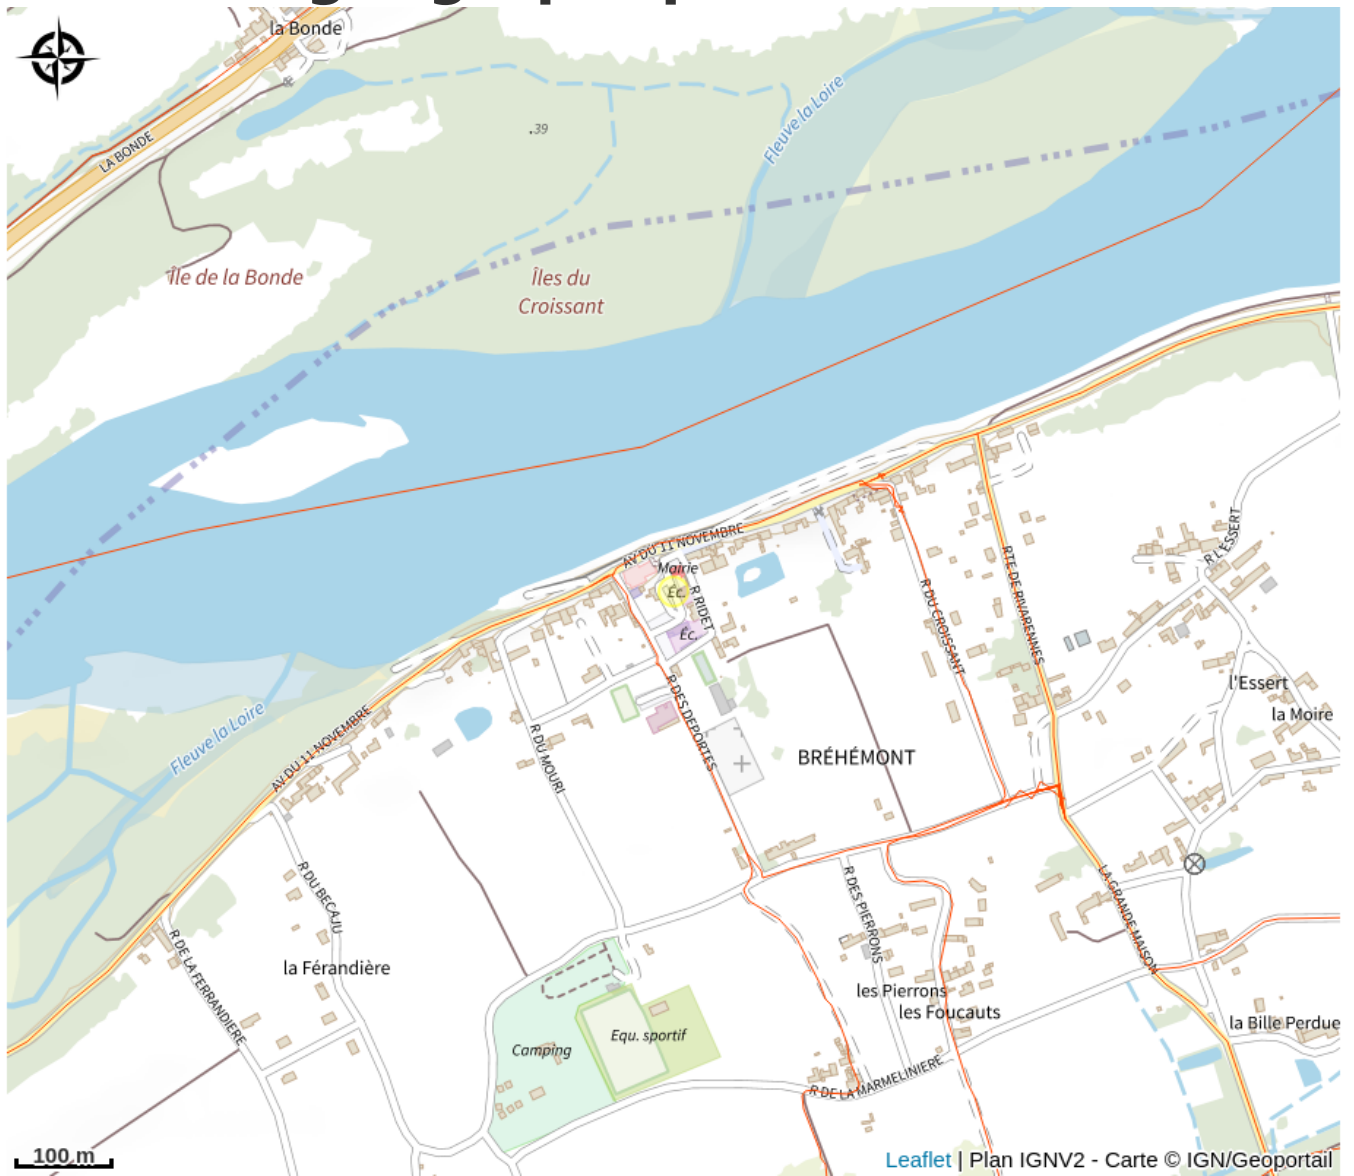 la Bonde
Fleuve la Loire
.39
LA BONDE
Île de la Bonde
Îles du
Croissant
AV DU 11 NOVEMBRE
Mairie
Éc.
R RIDET
Éc.
R L'ESSERT
RTE DE RIVARENNES
R DU CROISSANT
l'Essert
la Moire
Fleuve la Loire
AV DU 11 NOVEMBRE
R DES DEPORTES
R DU MOURI
BRÉHÉMONT
R DU BECAJU
R DES PIERRONS
LA GRANDE MAISON
R DE LA FERRANDIERE
la Férandière
les Pierrons
les Foucauts
la Bille Perdue
Equ. sportif
Camping
R DE LA MARMELINIERE
100 m
Leaflet | Plan IGNV2 - Carte © IGN/Geoportail